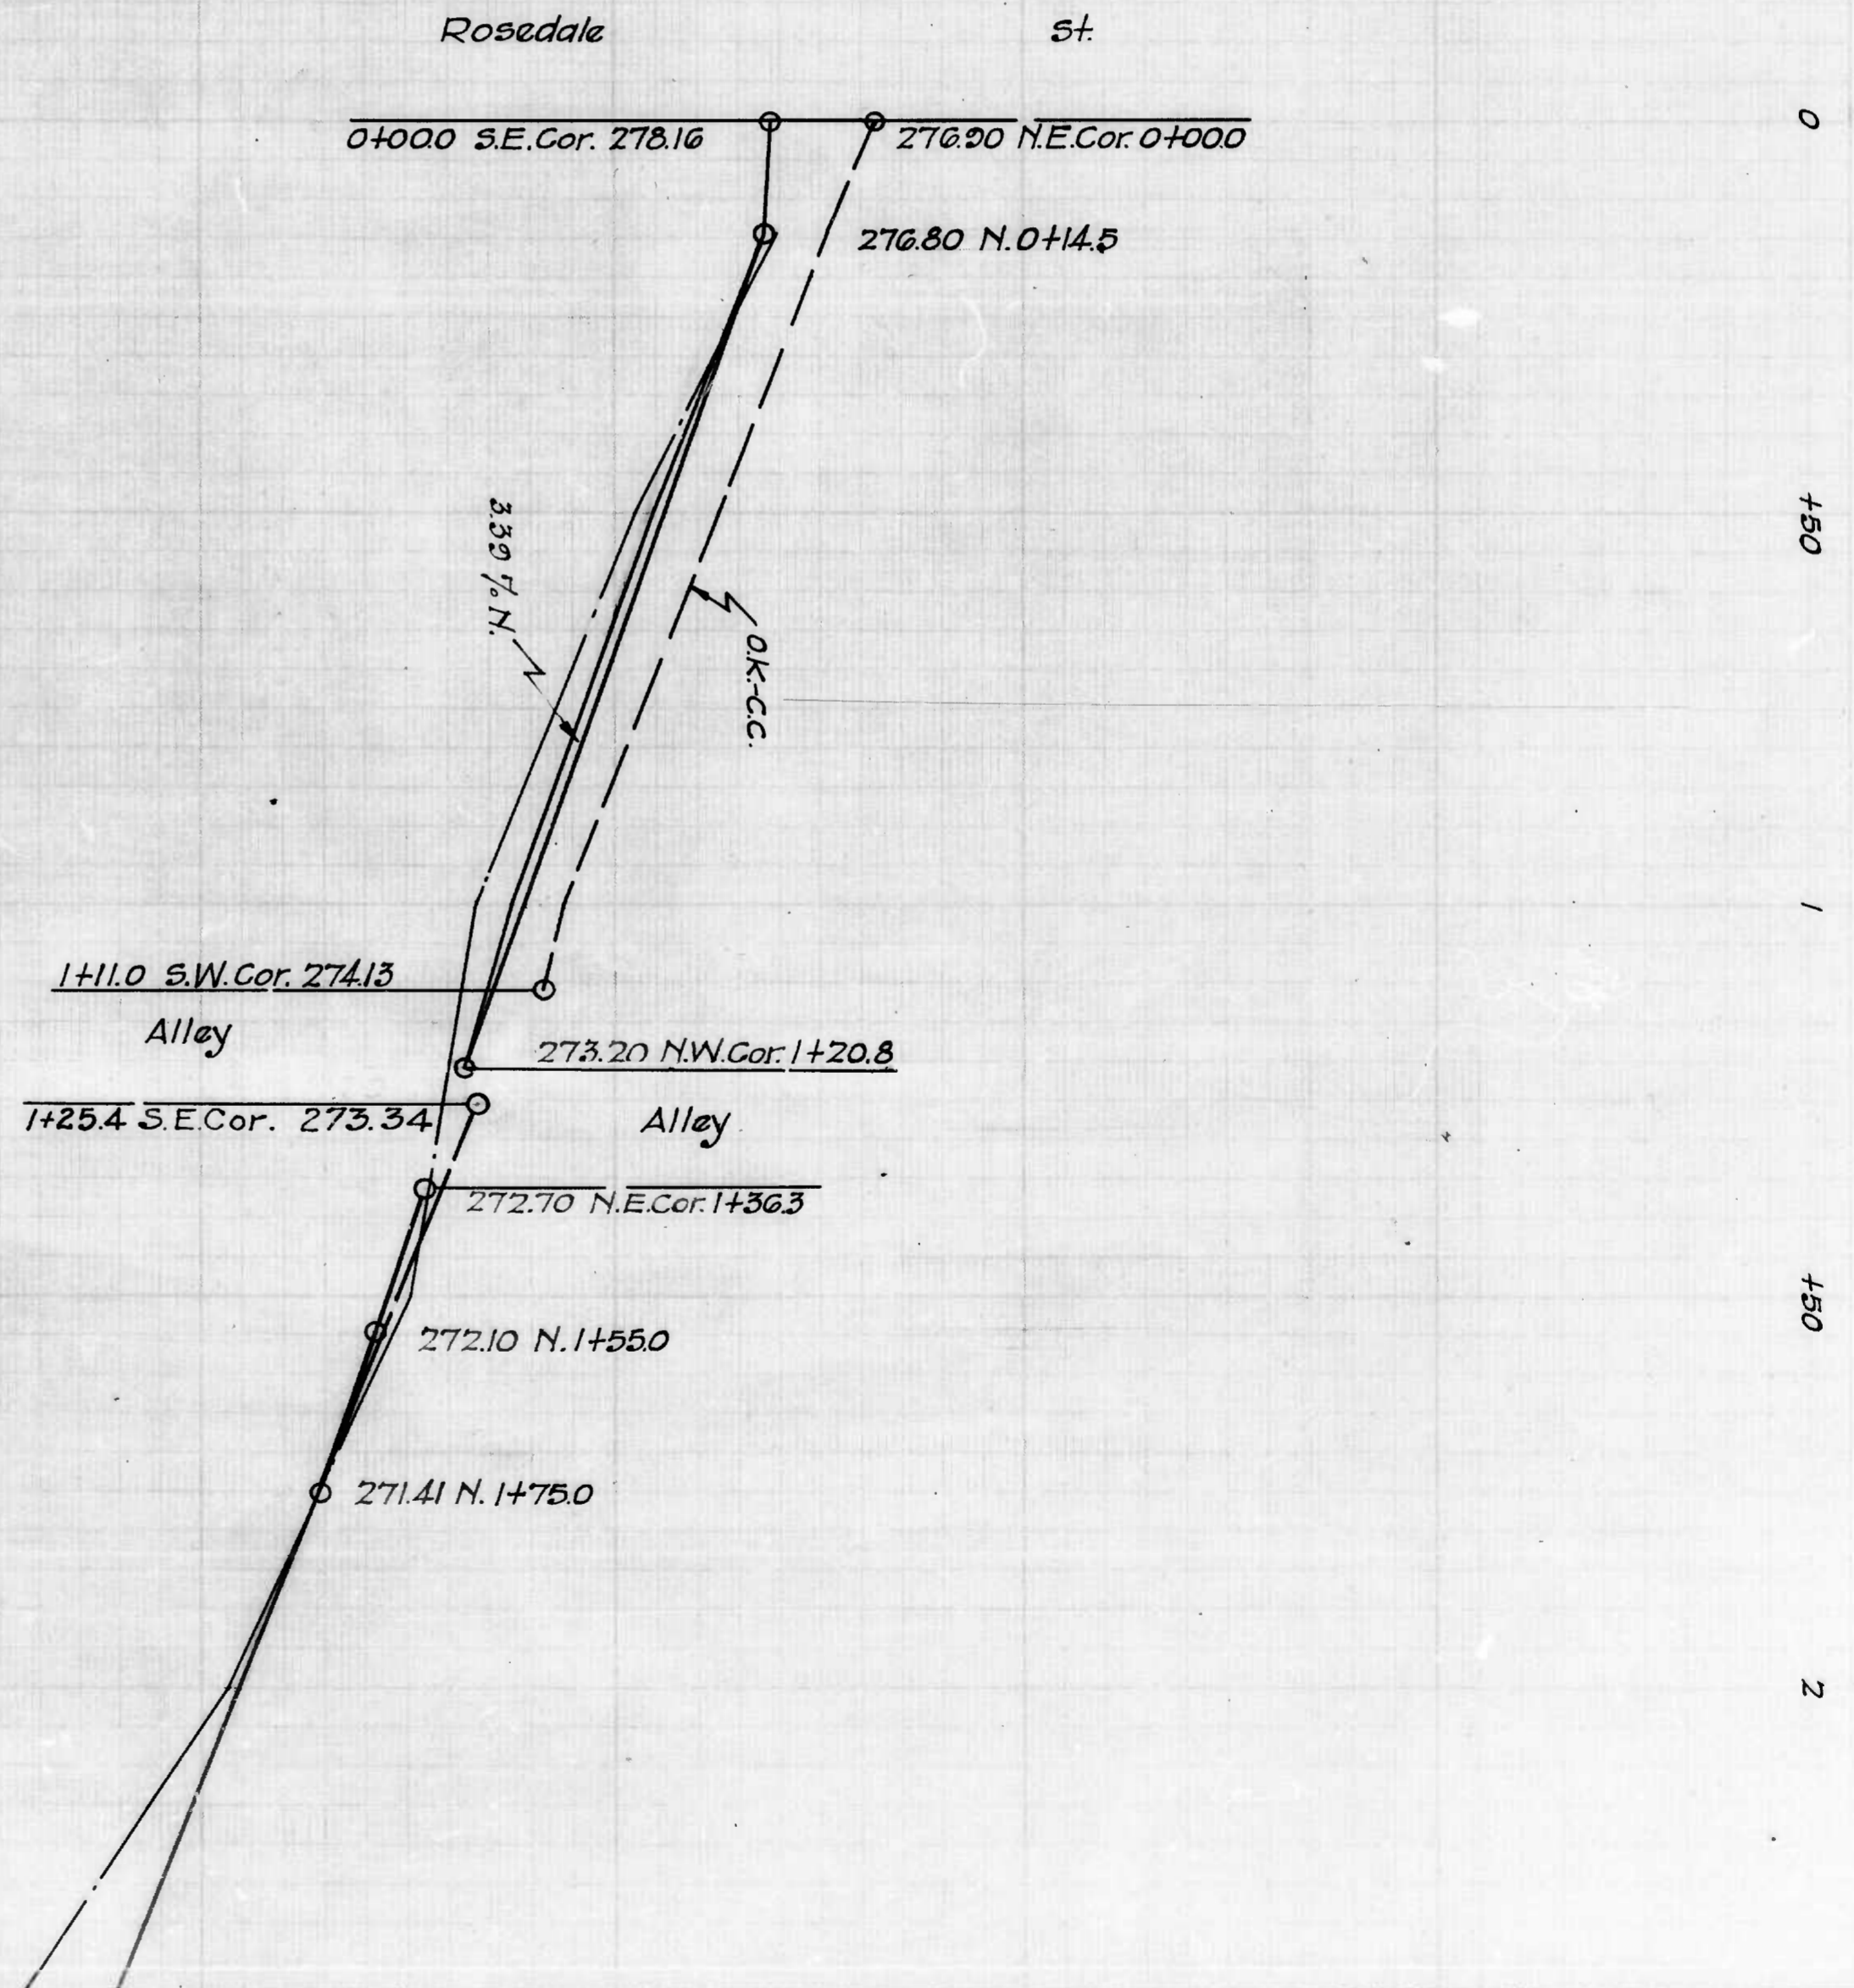 Rosedale St.
0+00.0 S.E.Cor. 278.16
276.90 N.E.Cor. 0+00.0
0
276.80 N. 0+14.5
+50
3.39 % N.
O.K.-C.C.
1
1+11.0 S.W.Cor. 274.13
Alley
273.20 N.W.Cor. 1+20.8
1+25.4 S.E.Cor. 273.34
Alley
272.70 N.E.Cor. 1+36.3
+50
272.10 N. 1+55.0
271.41 N. 1+75.0
2